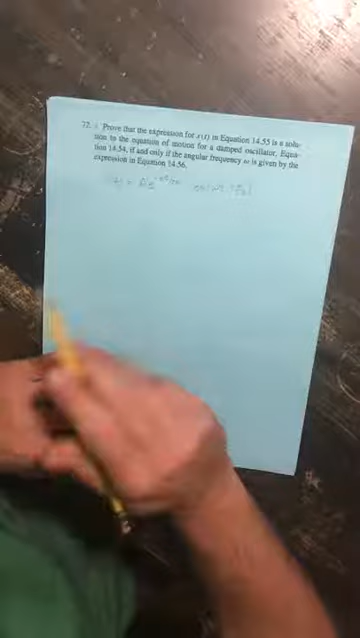 77. : Prove that the expression for x(t) in Equation 14.55 is a solu-
tion to the equation of motion for a damped oscillator, Equa-
tion 14.54, if and only if the angular frequency ω is given by the
expression in Equation 14.56.